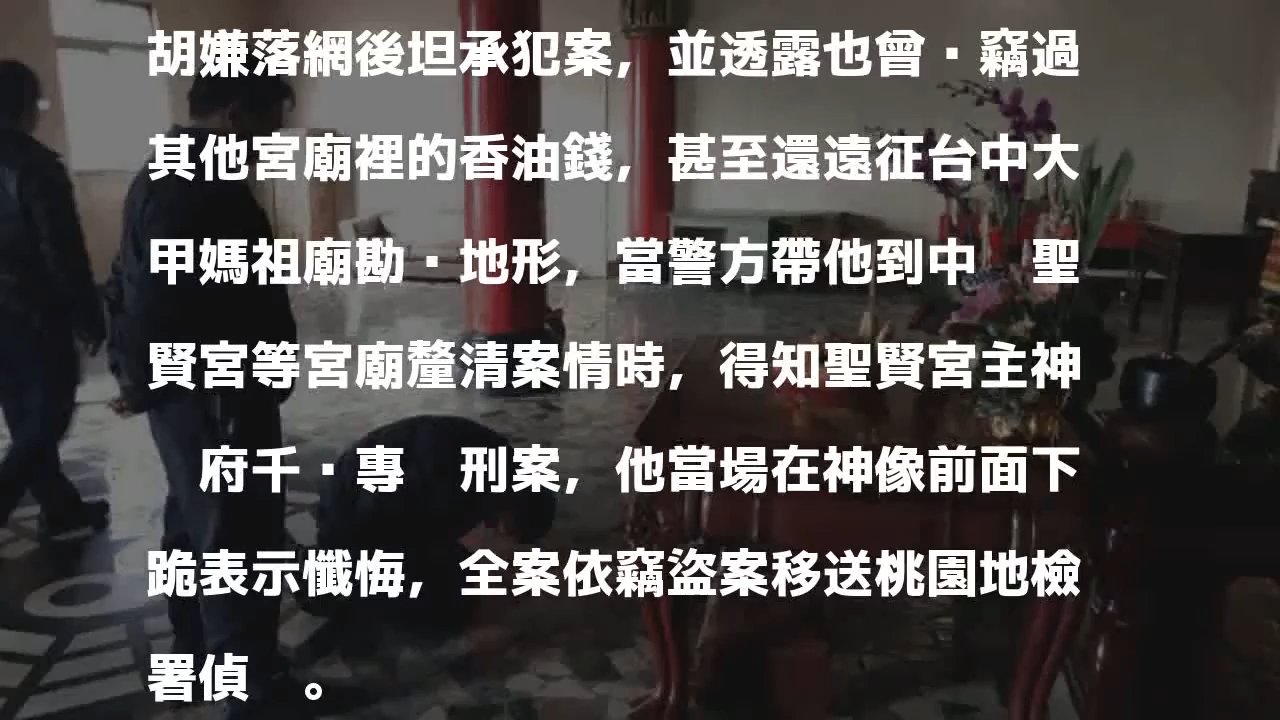 胡嫌落網後坦承犯案，並透露也曾·竊過
其他宮廟裡的香油錢，甚至還遠征台中大
甲媽祖廟勘·地形，當警方帶他到中　聖
賢宮等宮廟釐清案情時，得知聖賢宮主神
　府千·專　刑案，他當場在神像前面下
跪表示懺悔，全案依竊盜案移送桃園地檢
署偵　。